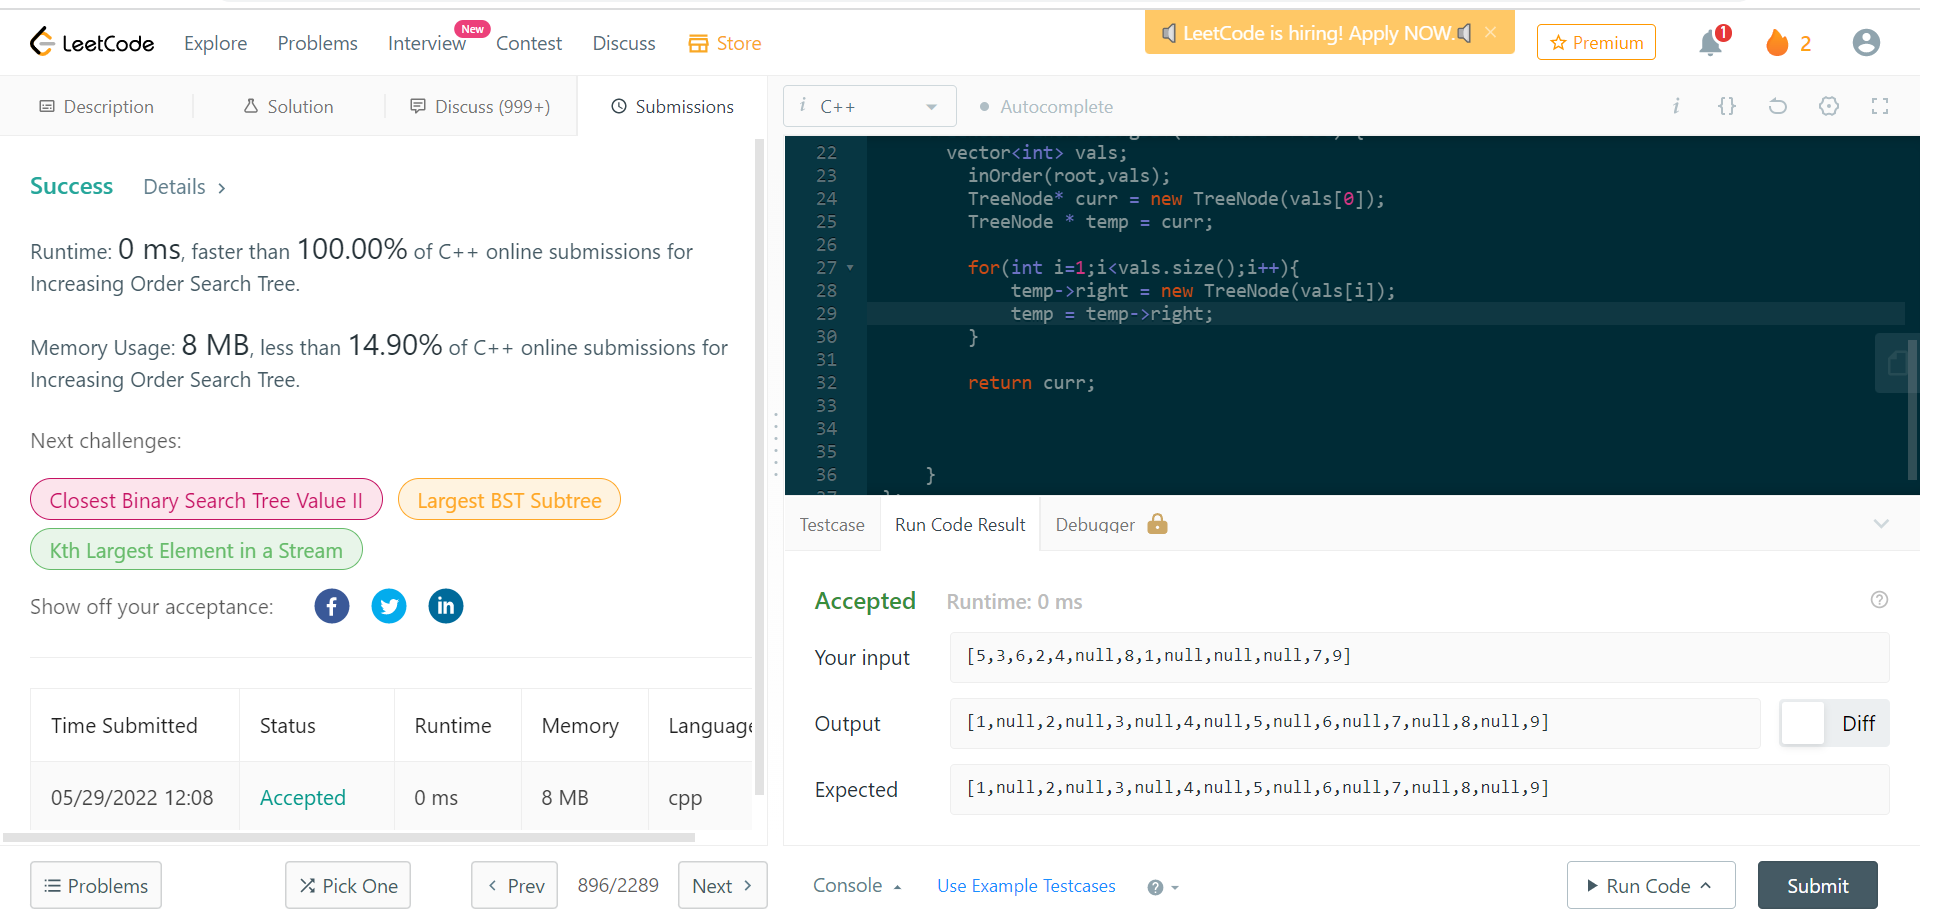 LeetCode
Explore
Problems
Interview
New
Contest
Discuss
Store
LeetCode is hiring! Apply NOW.
Premium
1
2
Description
Solution
Discuss (999+)
Submissions
i C++
Autocomplete
i {}
Success
Details
Runtime: 0 ms, faster than 100.00% of C++ online submissions for
Increasing Order Search Tree.
Memory Usage: 8 MB, less than 14.90% of C++ online submissions for
Increasing Order Search Tree.
Next challenges:
Closest Binary Search Tree Value II
Largest BST Subtree
Kth Largest Element in a Stream
Show off your acceptance:
Time Submitted Status Runtime Memory Language
05/29/2022 12:08 Accepted 0 ms 8 MB cpp
22 vector<int> vals;
23 inOrder(root,vals);
24 TreeNode* curr = new TreeNode(vals[0]);
25 TreeNode * temp = curr;
26
27 for(int i=1;i<vals.size();i++){
28 temp->right = new TreeNode(vals[i]);
29 temp = temp->right;
30 }
31
32 return curr;
33
34
35
36 }
Testcase
Run Code Result
Debugger
Accepted
Runtime: 0 ms
Your input
[5,3,6,2,4,null,8,1,null,null,null,7,9]
Output
[1,null,2,null,3,null,4,null,5,null,6,null,7,null,8,null,9]
Diff
Expected
[1,null,2,null,3,null,4,null,5,null,6,null,7,null,8,null,9]
Problems
Pick One
Prev
896/2289
Next
Console
Use Example Testcases
Run Code
Submit